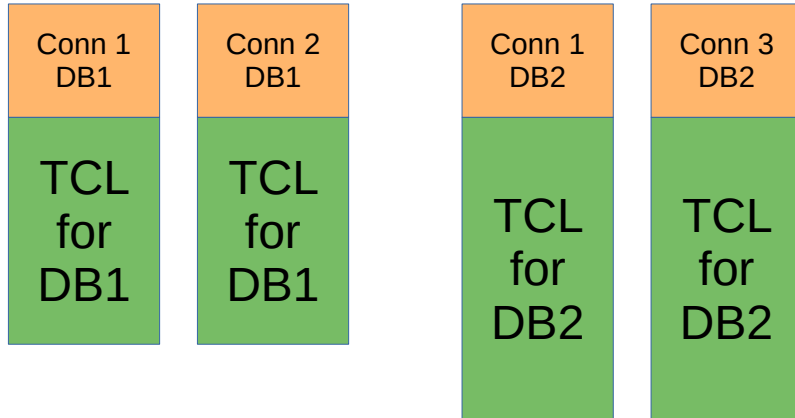 Conn 1
DB1
TCL
for
DB1
Conn 2
DB1
TCL
for
DB1
Conn 1
DB2
TCL
for
DB2
Conn 3
DB2
TCL
for
DB2